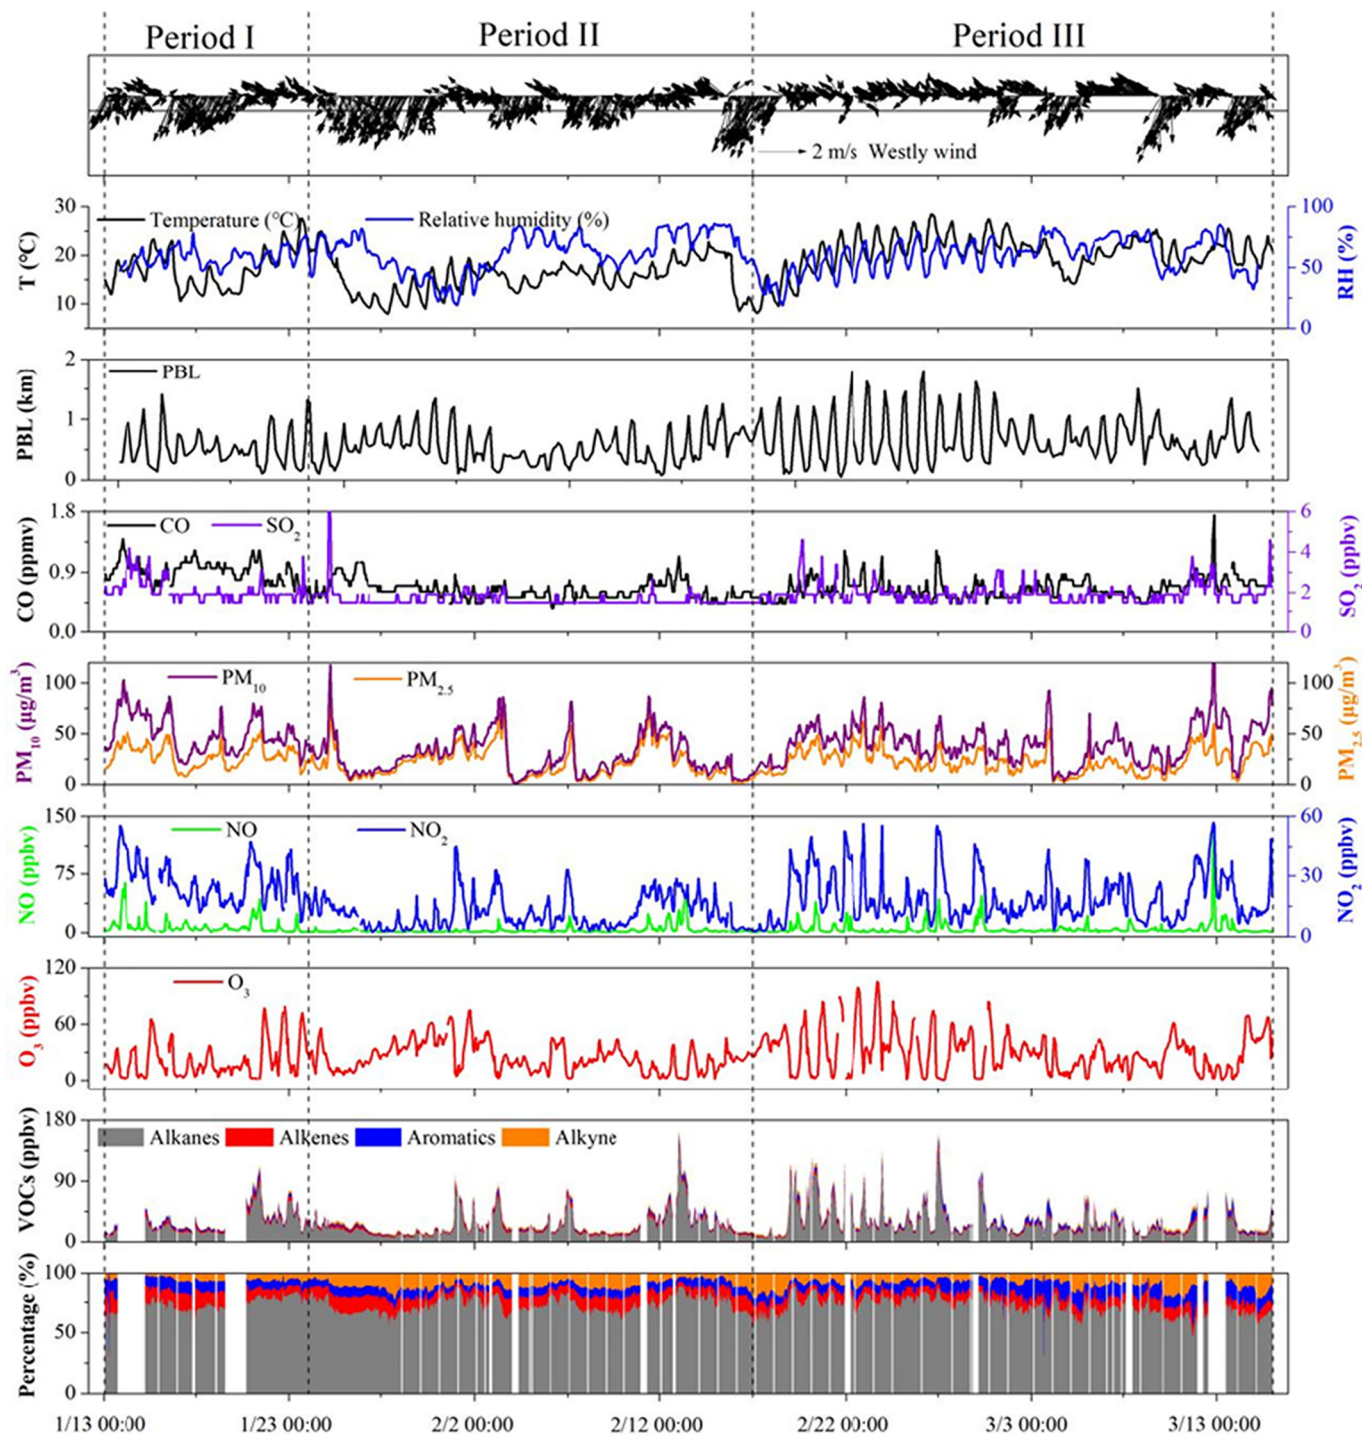 Period I Period II Period III
2 m/s Westly wind
T (℃)
30
20
10
Temperature (℃) Relative humidity (%)
100
50
0
RH (%)
PBL (km)
2
1
0
PBL
CO (ppmv)
1.8
0.9
0.0
CO SO2
6
4
2
0
SO2 (ppbv)
PM10 (μg/m3)
100
50
0
PM10 PM2.5
100
50
0
PM2.5 (μg/m3)
NO (ppbv)
150
75
0
NO NO2
60
30
0
NO2 (ppbv)
O3 (ppbv)
120
60
0
O3
VOCs (ppbv)
180
90
0
Alkanes Alkenes Aromatics Alkyne
Percentage (%)
100
50
0
1/13 00:00 1/23 00:00 2/2 00:00 2/12 00:00 2/22 00:00 3/3 00:00 3/13 00:00